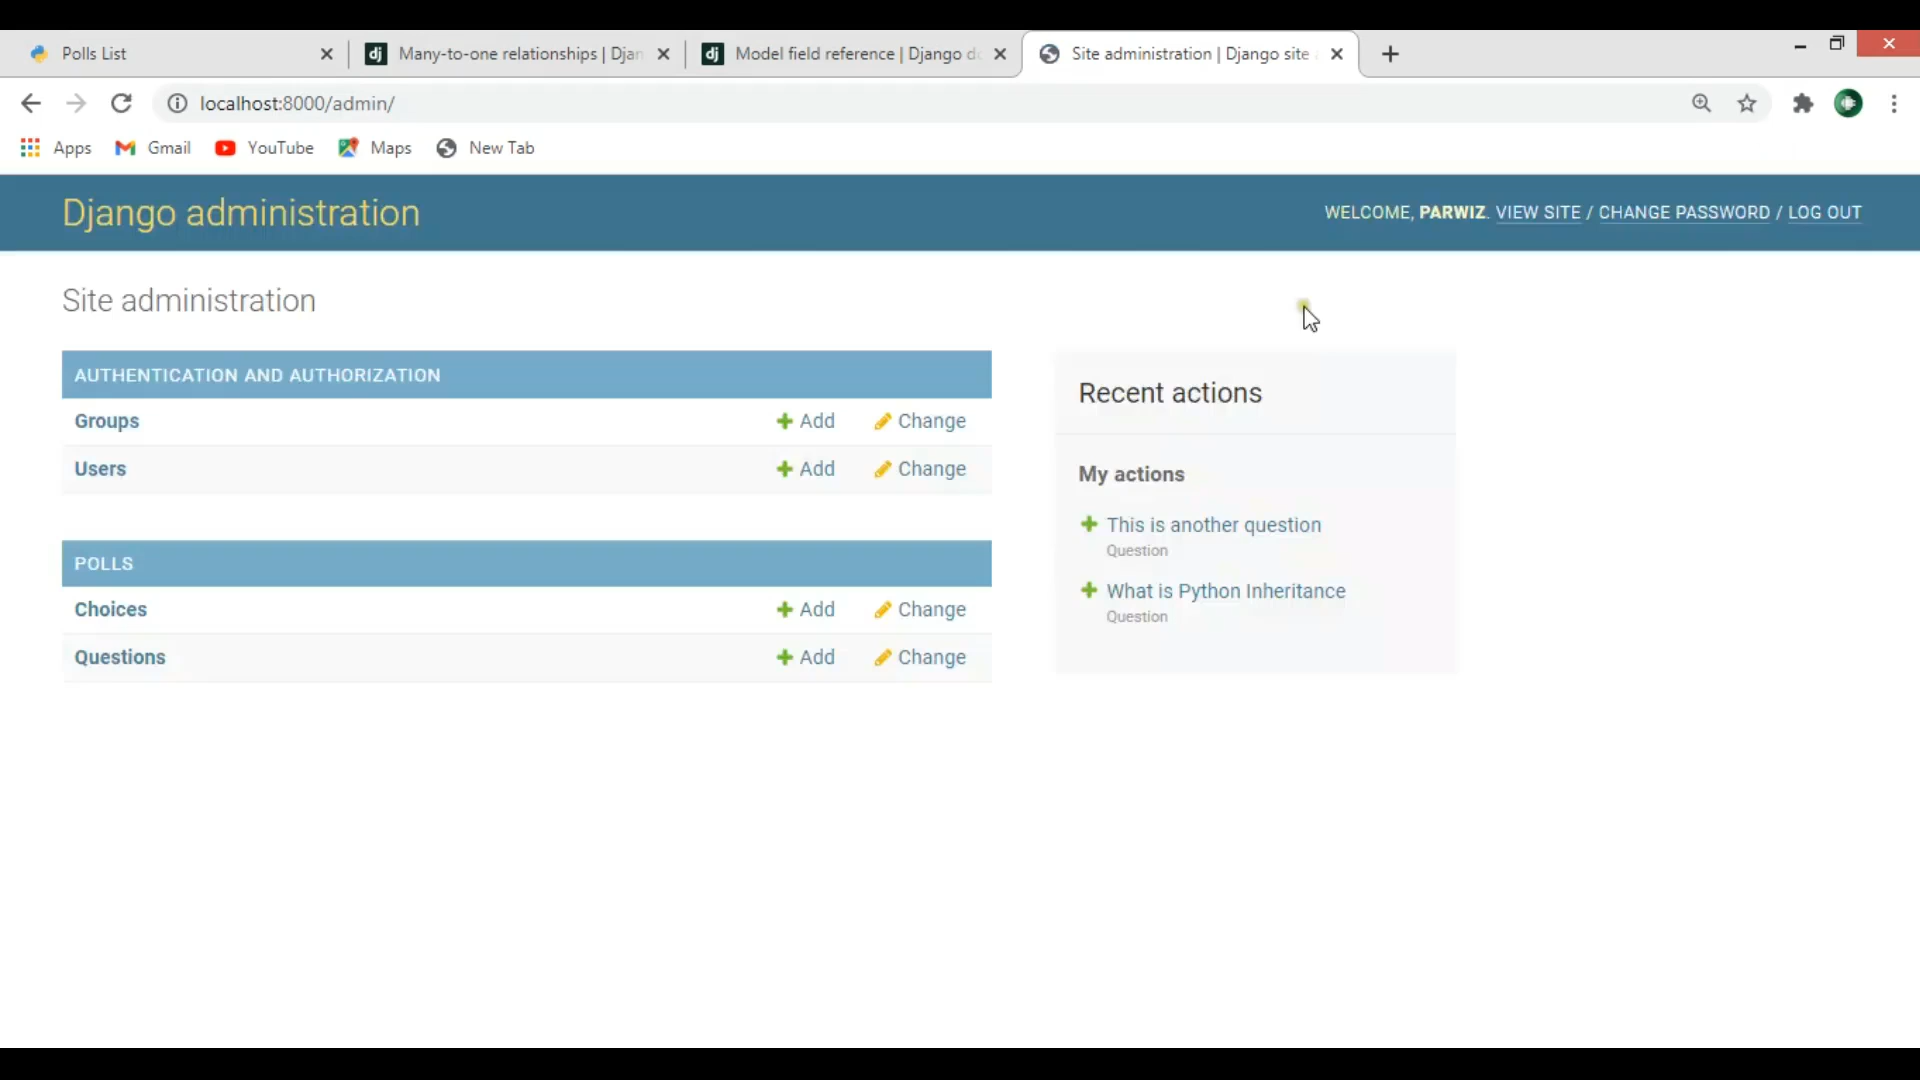 Polls List
Many-to-one relationships | Djan
Model field reference | Django do
Site administration | Django site a
localhost:8000/admin/
Apps
Gmail
YouTube
Maps
New Tab
Django administration
WELCOME, PARWIZ. VIEW SITE / CHANGE PASSWORD / LOG OUT
Site administration
AUTHENTICATION AND AUTHORIZATION
Groups
Add
Change
Users
Add
Change
POLLS
Choices
Add
Change
Questions
Add
Change
Recent actions
My actions
This is another question
Question
What is Python Inheritance
Question